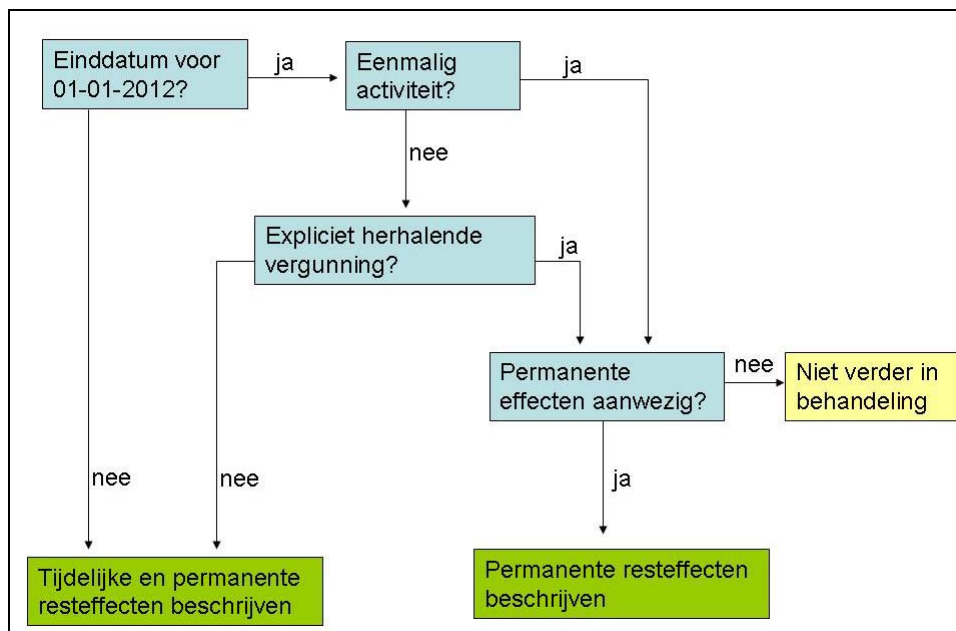 Einddatum voor
01-01-2012?
ja
Eenmalig
activiteit?
ja
nee
Expliciet herhalende
vergunning?
ja
Permanente
effecten aanwezig?
nee
Niet verder in
behandeling
nee
nee
ja
Tijdelijke en permanente
resteffecten beschrijven
Permanente resteffecten
beschrijven